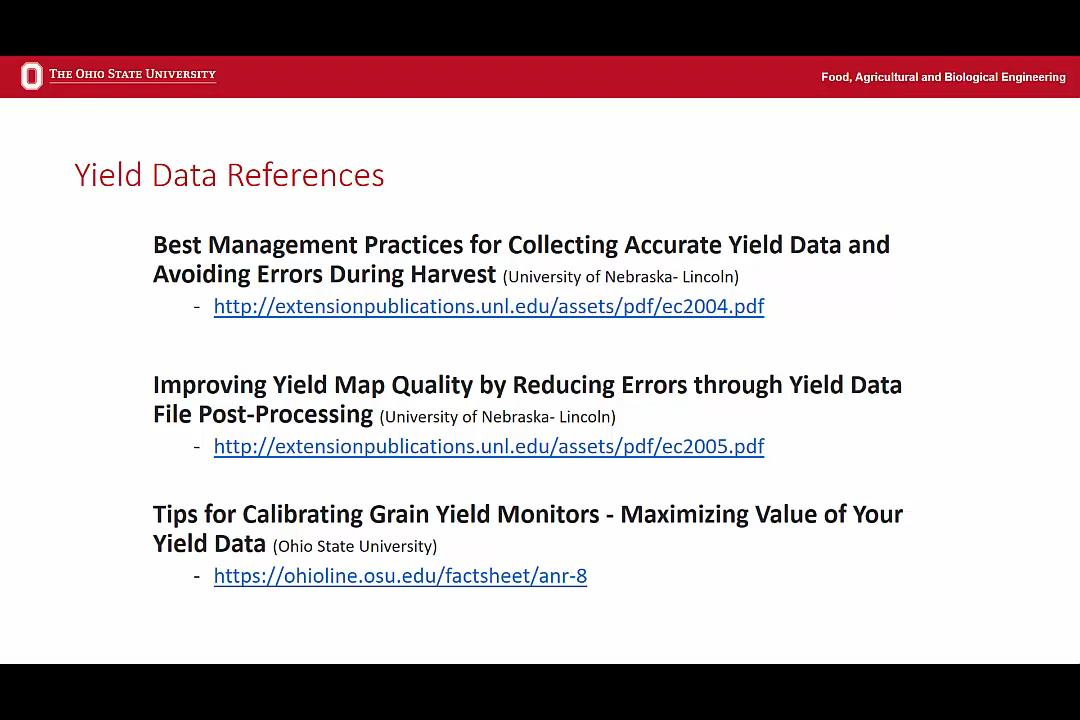 THE OHIO STATE UNIVERSITY
Food, Agricultural and Biological Engineering
Yield Data References
Best Management Practices for Collecting Accurate Yield Data and
Avoiding Errors During Harvest (University of Nebraska- Lincoln)
- http://extensionpublications.unl.edu/assets/pdf/ec2004.pdf
Improving Yield Map Quality by Reducing Errors through Yield Data
File Post-Processing (University of Nebraska- Lincoln)
- http://extensionpublications.unl.edu/assets/pdf/ec2005.pdf
Tips for Calibrating Grain Yield Monitors - Maximizing Value of Your
Yield Data (Ohio State University)
- https://ohioline.osu.edu/factsheet/anr-8